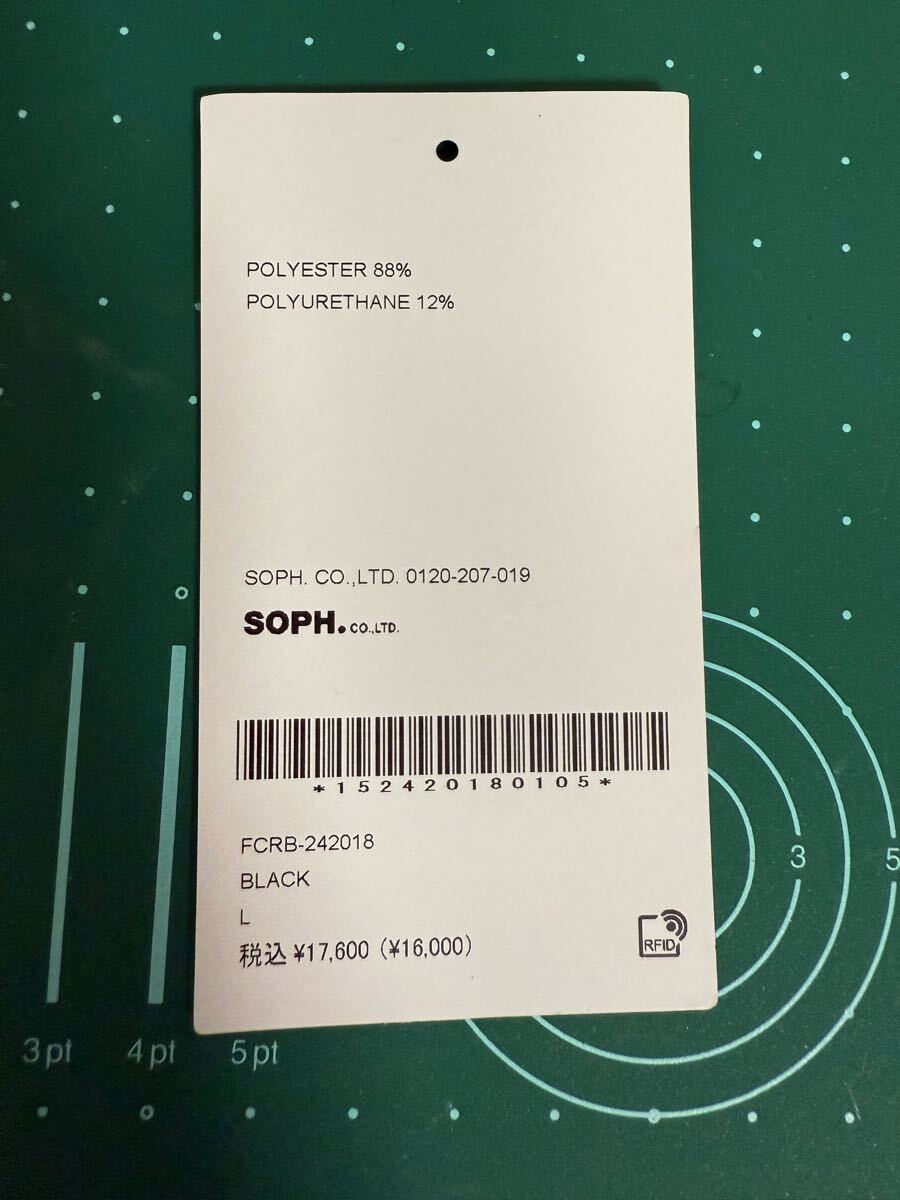 POLYESTER 88%
POLYURETHANE 12%
SOPH. CO.,LTD. 0120-207-019
SOPH. CO.,LTD.
*152420180105*
FCRB-242018
BLACK
L
税込 ¥17,600 (¥16,000)
RFID
3
5
3pt 4pt 5pt